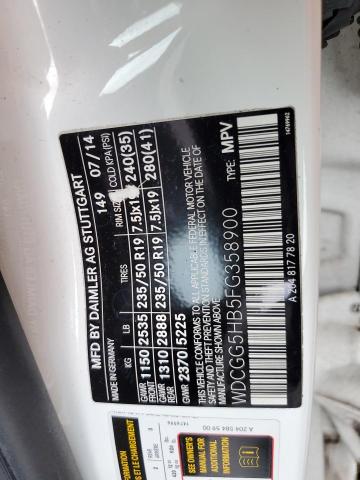 MFD BY DAIMLER AG STUTTGART
WDCGG5HB5FG358900
MADE IN GERMANY
149 07/14
KG LB TIRES RIM SIZE COLD KPA (PSI)
GAWR FRONT 1150 2535 235/50 R19 7.5Jx19 240(35)
GAWR REAR 1310 2888 235/50 R19 7.5Jx19 280(41)
GVWR 2370 5225
THIS VEHICLE CONFORMS TO ALL APPLICABLE FEDERAL MOTOR VEHICLE
SAFETY AND THEFT PREVENTION STANDARDS IN EFFECT ON THE DATE OF
MANUFACTURE SHOWN ABOVE.
WDCGG5HB5FG358900 TYPE: MPV
A 204 817 78 20
14769962
A 204 584 59 00
SEE OWNER'S
MANUAL FOR
ADDITIONAL
INFORMATION